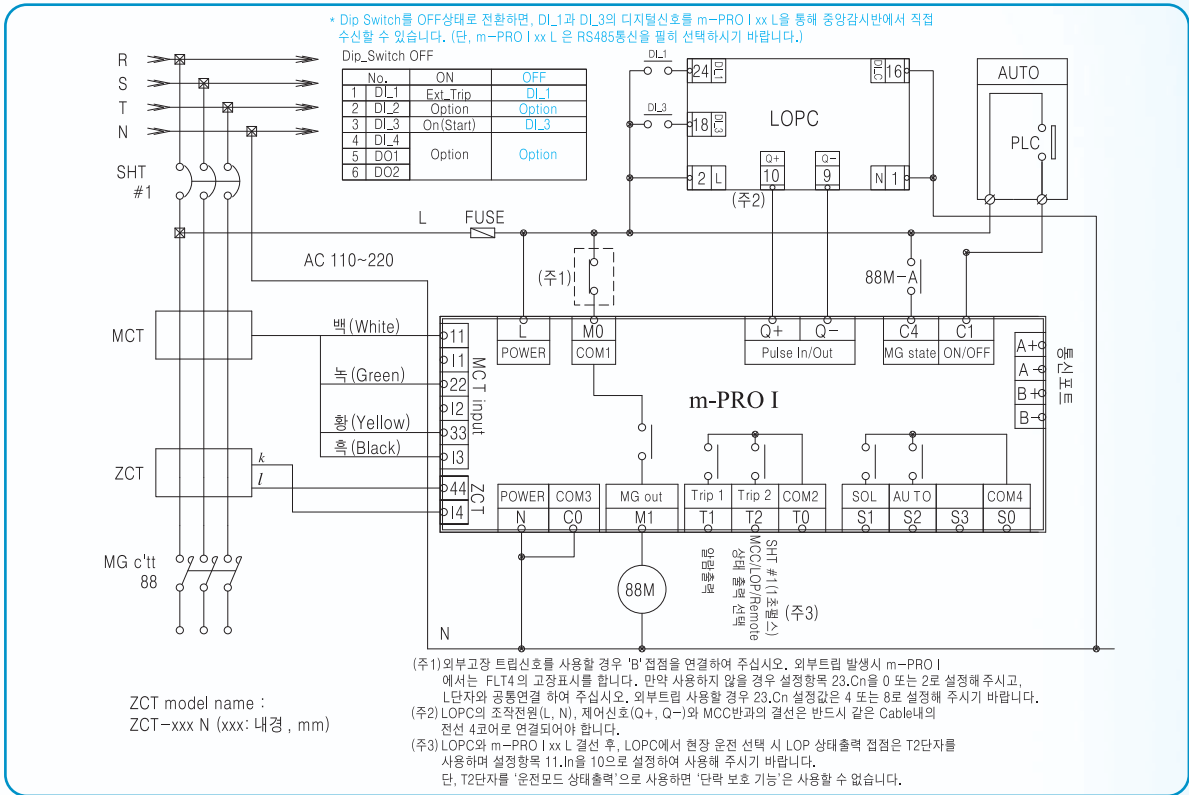 * Dip Switch를 OFF상태로 전환하면, DI_1과 DI_3의 디지털신호를 m-PRO I xx L을 통해 중앙감시반에서 직접
수신할 수 있습니다. (단, m-PRO I xx L 은 RS485통신을 필히 선택하시기 바랍니다.)
Dip_Switch OFF
No. ON OFF
1 DI_1 Ext_Trip DI_1
2 DI_2 Option Option
3 DI_3 On(Start) DI_3
4 DI_4
5 DO1 Option Option
6 DO2
R
S
T
N
SHT
#1
DI_1
24 DI_1
DI_C 16
DI_3
18 DI_3
LOPC
2 L
Q+
10
Q-
9
N 1
(주2)
AUTO
PLC
L
FUSE
AC 110~220
(주1)
88M-A
MCT
백(White)
녹(Green)
황(Yellow)
흑(Black)
11
I1
22
I2
33
I3
MCT input
ZCT
k
l
44
I4
ZCT
L
POWER
M0
COM1
Q+ Q-
Pulse In/Out
C4 C1
MG state ON/OFF
A+
A-
B+
B-
통신포트
m-PRO I
POWER COM3
N C0
MG out
M1
Trip 1 Trip 2 COM2
T1 T2 T0
SOL AUTO COM4
S1 S2 S3 S0
MG c'tt
88
88M
알람출력
SHT #1(1초펄스)
MCC/LOP/Remote
상태 출력 선택
(주3)
N
(주1)외부고장 트립신호를 사용할 경우 'B'접점을 연결하여 주십시오. 외부트립 발생시 m-PRO I
에서는 FLT4의 고장표시를 합니다. 만약 사용하지 않을 경우 설정항목 23.Cn을 0 또는 2로 설정해주시고,
L단자와 공통연결 하여 주십시오. 외부트립 사용할 경우 23.Cn 설정값은 4 또는 8로 설정해 주시기 바랍니다.
(주2) LOPC의 조작전원(L, N), 제어신호(Q+, Q-)와 MCC반과의 결선은 반드시 같은 Cable내의
전선 4코어로 연결되어야 합니다.
(주3) LOPC와 m-PRO I xx L 결선 후, LOPC에서 현장 운전 선택 시 LOP 상태출력 접점은 T2단자를
사용하며 설정항목 11.In을 10으로 설정하여 사용해 주시기 바랍니다.
단, T2단자를 '운전모드 상태출력'으로 사용하면 '단락 보호 기능'은 사용할 수 없습니다.
ZCT model name :
ZCT-xxx N (xxx: 내경 , mm)